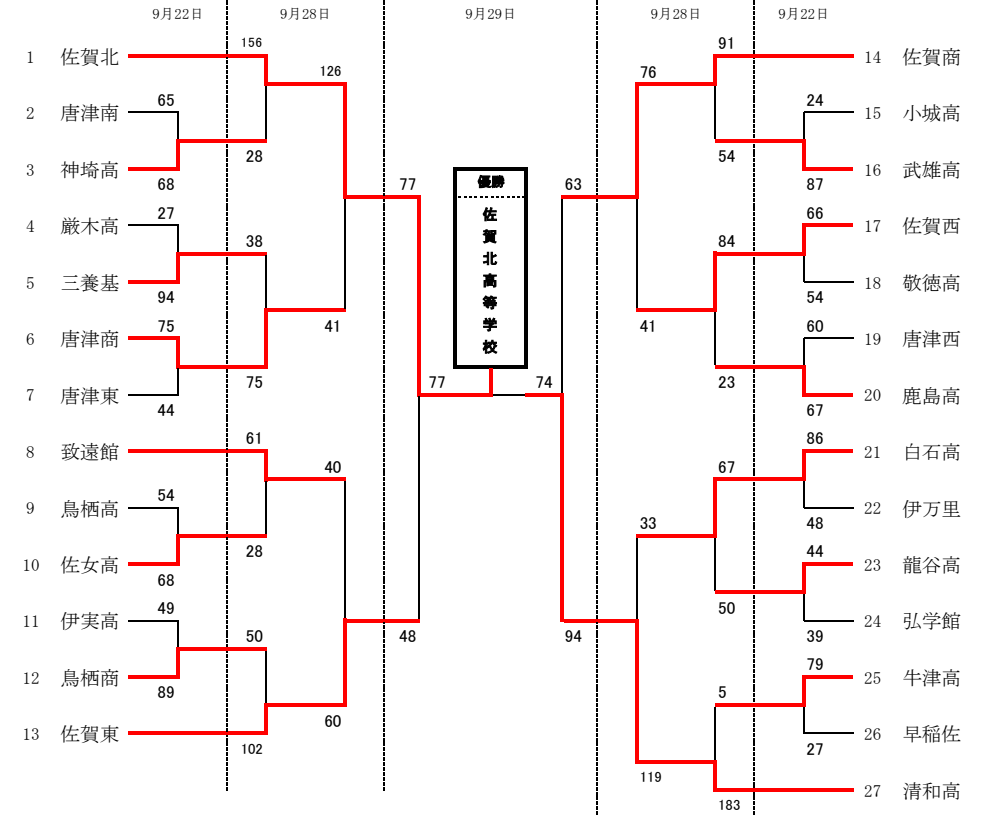 9月22日 9月28日 9月29日 9月28日 9月22日
156 91
1 佐賀北 14 佐賀商
126 76
65 24
2 唐津南 15 小城高
28 54
3 神埼高 16 武雄高
68 87
優勝
77 63
佐賀北高等学校
27 66
4 厳木高 17 佐賀西
38 84
5 三養基 18 敬徳高
94 54
75 60
41 41
6 唐津商 19 唐津西
75 23
77 74
7 唐津東 20 鹿島高
44 67
61 86
8 致遠館 21 白石高
40 67
54
9 鳥栖高 22 伊万里
33 48
28 44
10 佐女高 23 龍谷高
68
49 50
11 伊実高 24 弘学館
50 48 94 39
79
12 鳥栖商 25 牛津高
89 5
60
13 佐賀東 26 早稲佐
102 27
119
27 清和高
183